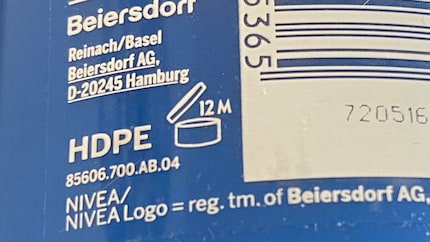 Beiersdorf
Reinach/Basel
Beiersdorf AG,
D-20245 Hamburg
12M
HDPE
85606.700.AB.04
NIVEA/
NIVEA Logo = reg. tm. of Beiersdorf AG,
5365
720516